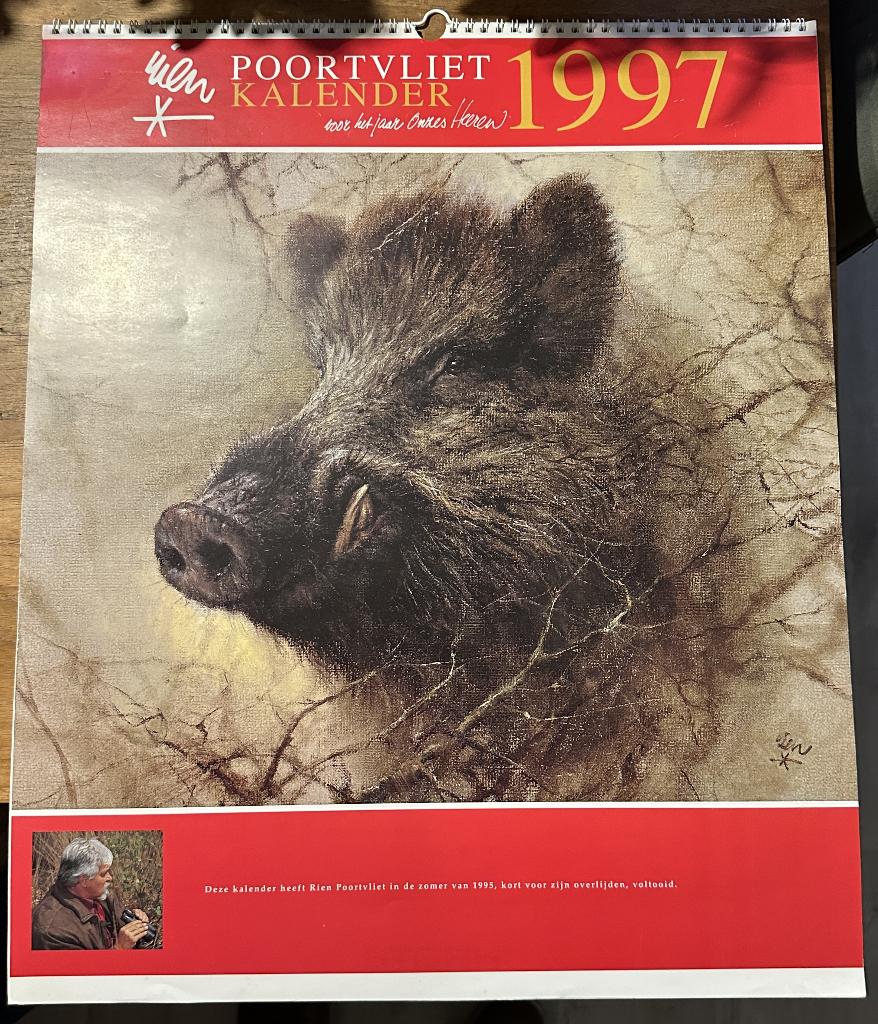 rien
POORTVLIET
KALENDER
voor het jaar Onzes Heeren
1997
rien
Deze kalender heeft Rien Poortvliet in de zomer van 1995, kort voor zijn overlijden, voltooid.